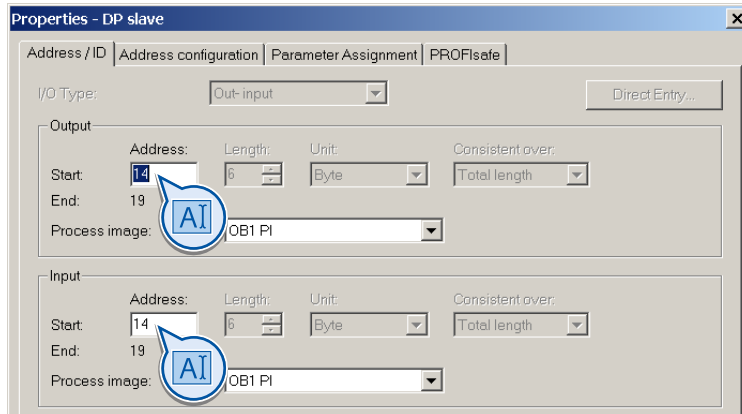 Properties - DP slave
Address / ID Address configuration Parameter Assignment PROFIsafe
I/O Type: Out- input Direct Entry...
Output
Address: Length: Unit: Consistent over:
Start: 14 6 Byte Total length
End: 19
Process image: OB1 PI
Input
Address: Length: Unit: Consistent over:
Start: 14 6 Byte Total length
End: 19
Process image: OB1 PI